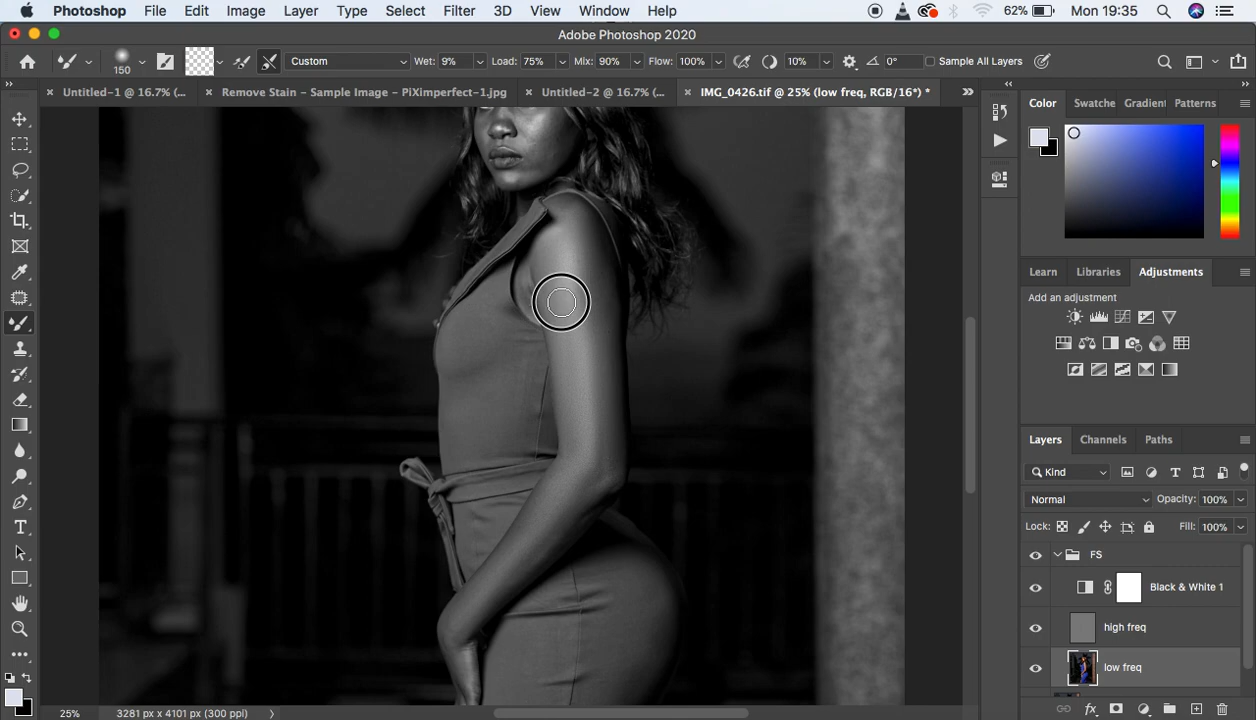 Photoshop File Edit Image Layer Type Select Filter 3D View Window Help 62% Mon 19:35
Adobe Photoshop 2020
150 Custom Wet: 9% Load: 75% Mix: 90% Flow: 100% 10% 0° Sample All Layers
Untitled-1 @ 16.7% (... Remove Stain – Sample Image - PiXimperfect-1.jpg Untitled-2 @ 16.7% (... IMG_0426.tif @ 25% (low freq, RGB/16*) *
Color Swatche Gradient Patterns
Learn Libraries Adjustments
Add an adjustment
Layers Channels Paths
Kind
Normal Opacity: 100%
Lock: Fill: 100%
FS
Black & White 1
high freq
low freq
25% 3281 px x 4101 px (300 ppi)